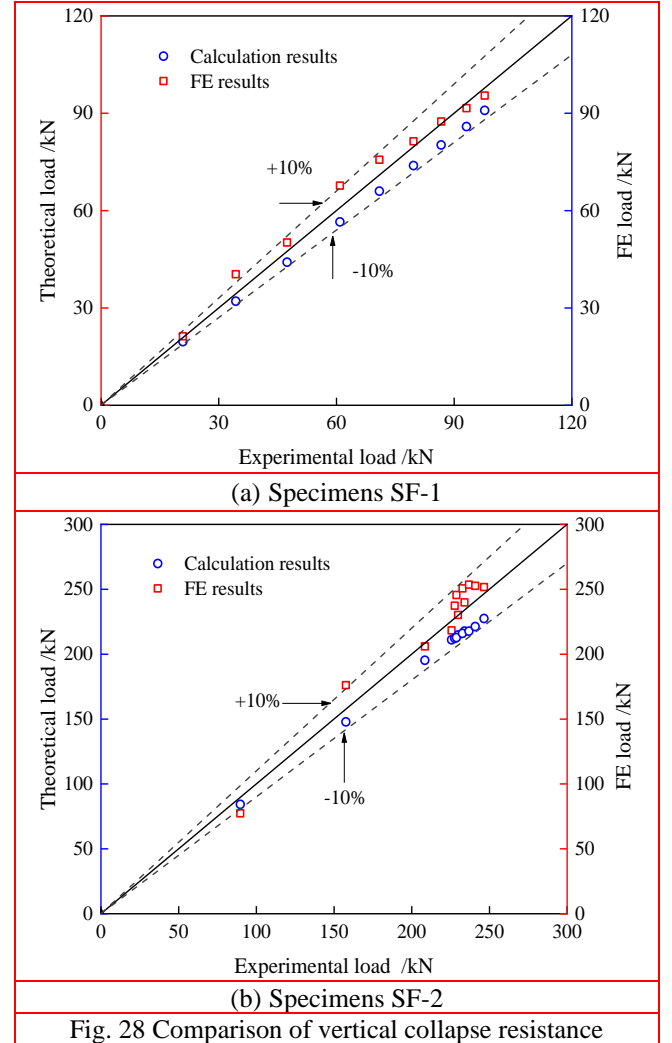 120
120
Calculation results
FE results
90
90
Theoretical load /kN
FE load/kN
+10%
60
60
-10%
30
30
0
0
0 30 60 90 120
Experimental load /kN
(a) Specimens SF-1
300
300
Calculation results
FE results
250
250
200
200
Theoretical load /kN
FE load /kN
+10%
150
150
-10%
100
100
50
50
0
0
0 50 100 150 200 250 300
Experimental load /kN
(b) Specimens SF-2
Fig. 28 Comparison of vertical collapse resistance